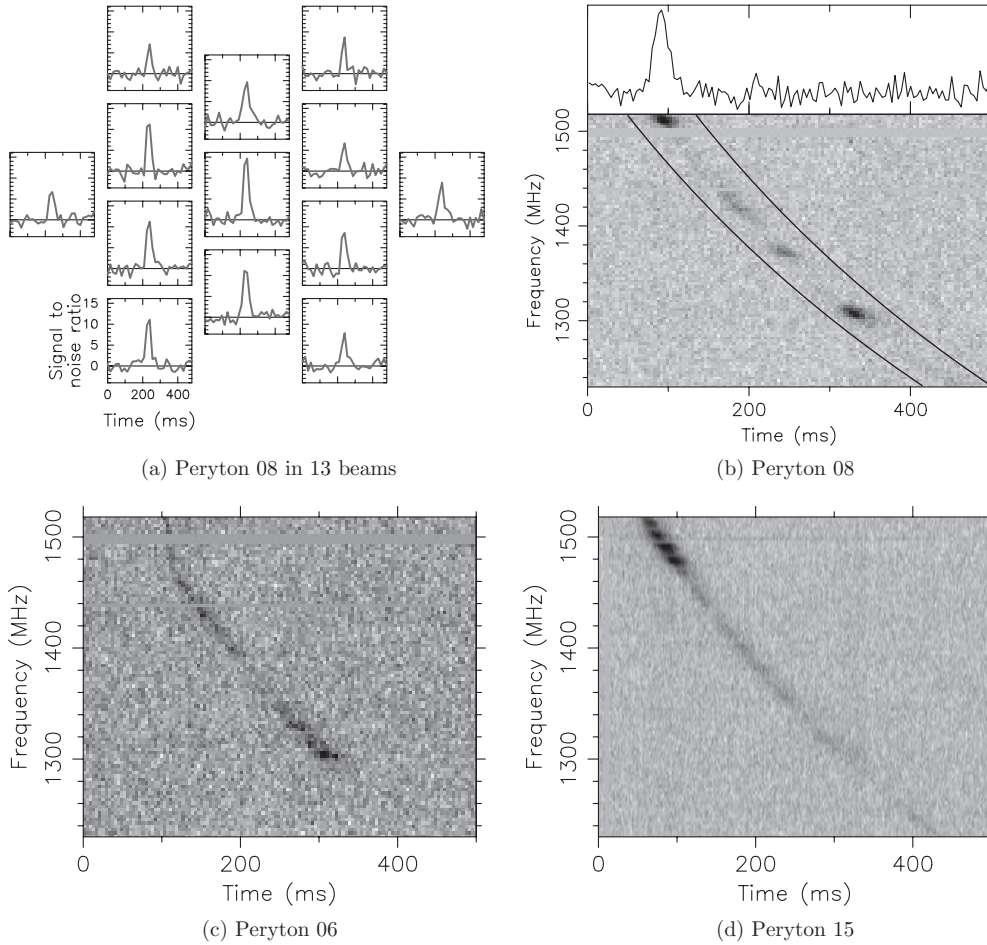 15
10
5
0
Signal to
noise ratio
0 200 400
Time (ms)
(a) Peryton 08 in 13 beams
1500
1400
1300
Frequency (MHz)
0 200 400
Time (ms)
(b) Peryton 08
1500
1400
1300
Frequency (MHz)
0 200 400
Time (ms)
(c) Peryton 06
1500
1400
1300
Frequency (MHz)
0 200 400
Time (ms)
(d) Peryton 15